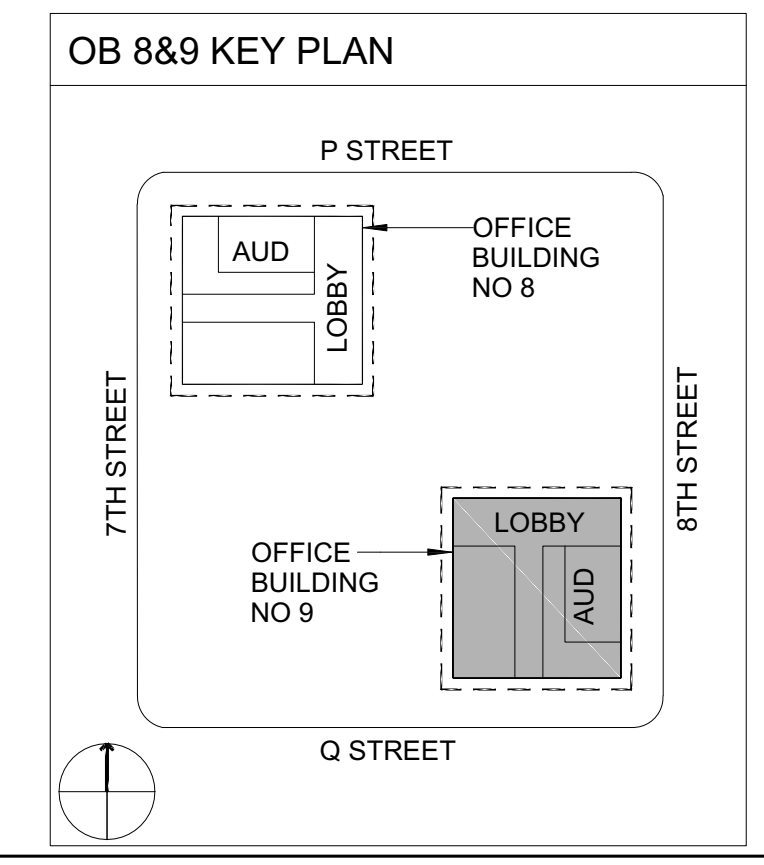 OB 8&9 KEY PLAN
P STREET
AUD
LOBBY
OFFICE
BUILDING
NO 8
7TH STREET
8TH STREET
LOBBY
AUD
OFFICE
BUILDING
NO 9
Q STREET